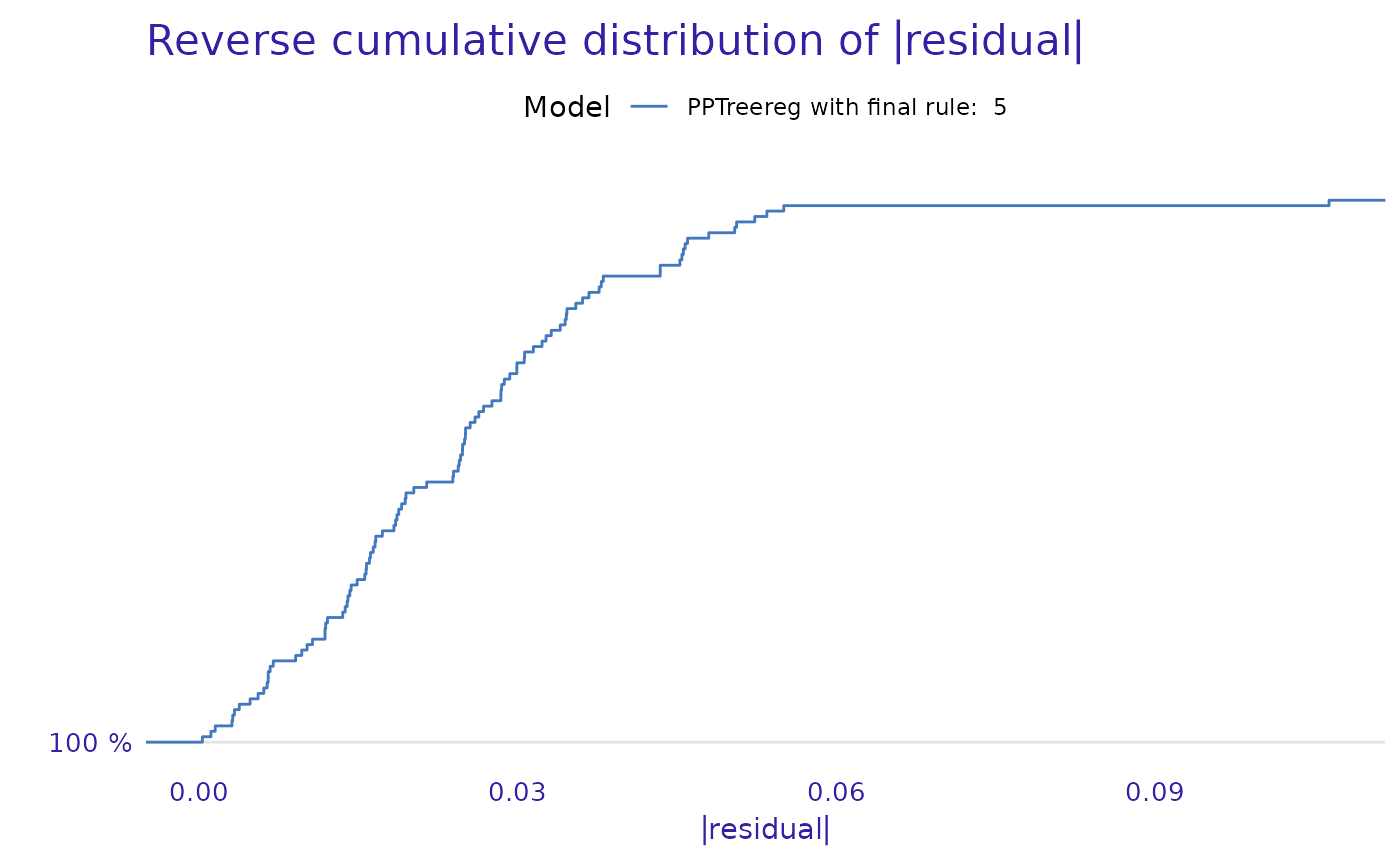 Reverse cumulative distribution of |residual|
Model PPTreereg with final rule:  5
100 %
0.00 0.03 0.06 0.09
|residual|